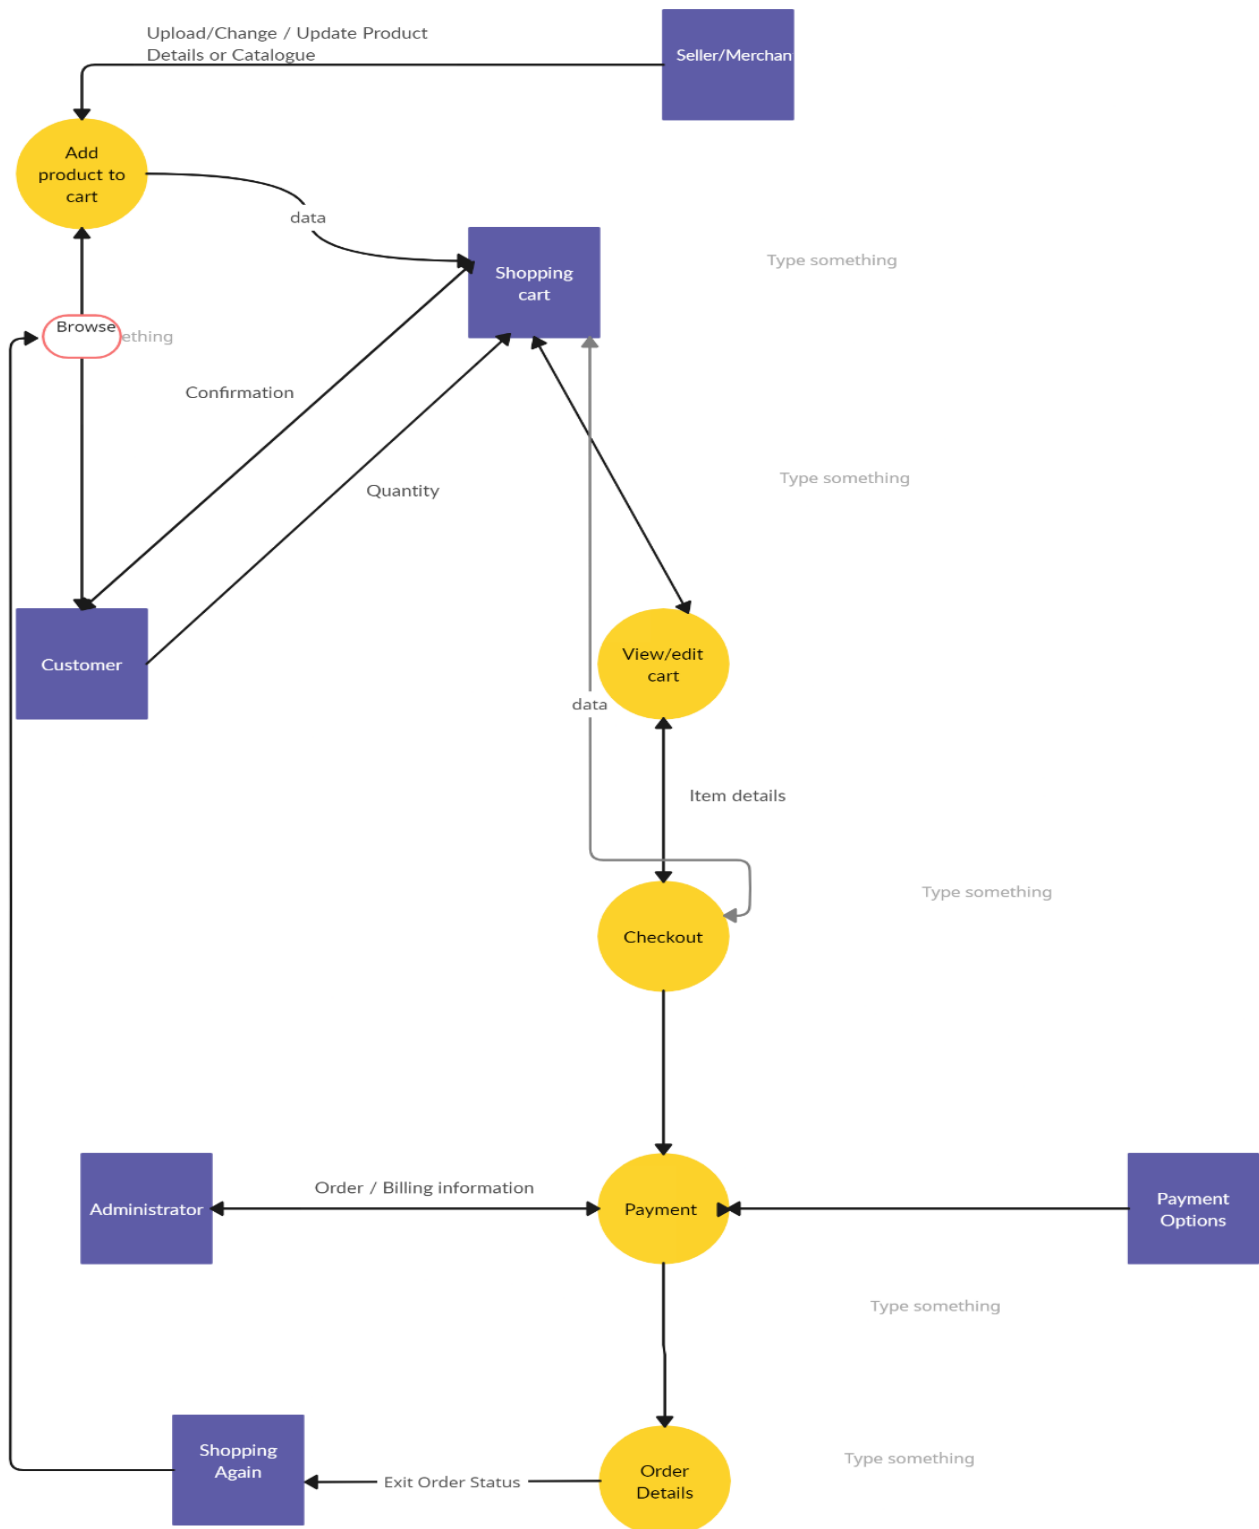 Upload/Change / Update Product
Details or Catalogue
Seller/Merchan
Add
product to
cart
data
Shopping
cart
Type something
Browse
ething
Confirmation
Type something
Quantity
Customer
View/edit
cart
data
Item details
Type something
Checkout
Administrator
Order / Billing information
Payment
Payment
Options
Type something
Shopping
Again
Exit Order Status
Order
Details
Type something